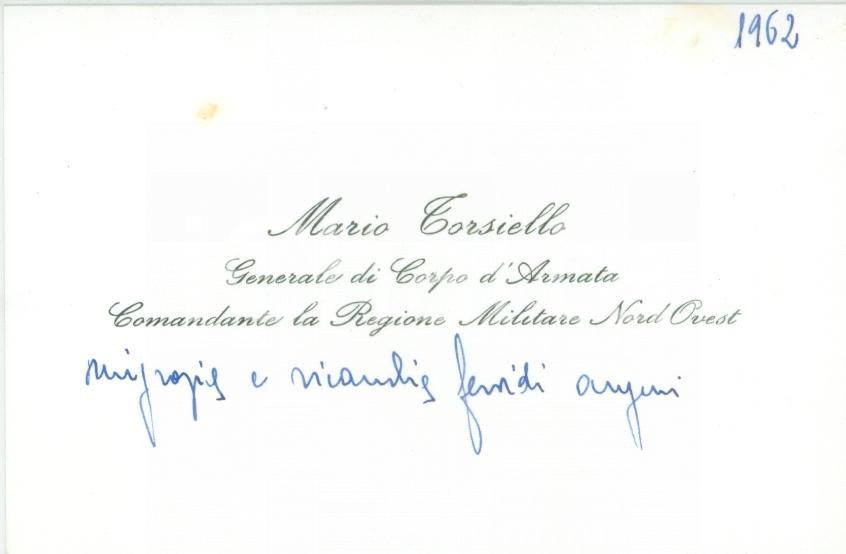 1962
Mario Torsiello
Generale di Corpo d'Armata
Comandante la Regione Militare Nord Ovest
ringrazia e ricambia fervidi auguri